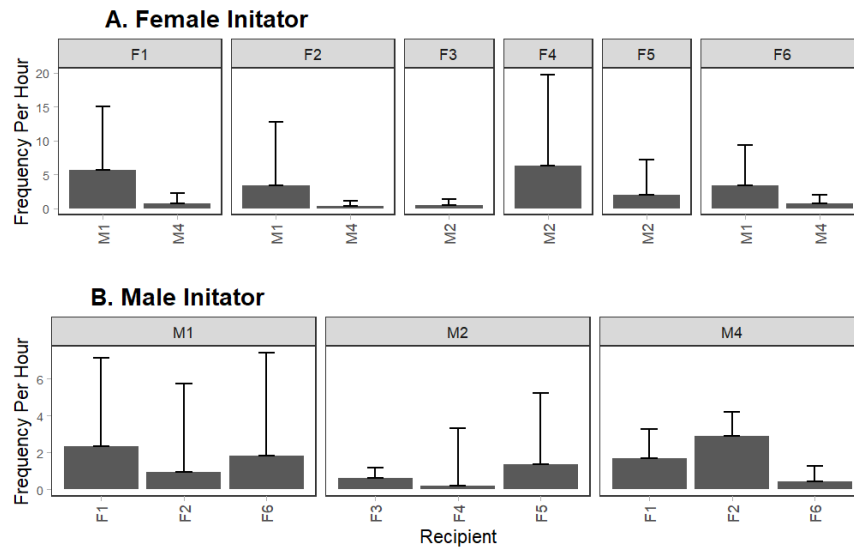 A. Female Initator
F1 F2 F3 F4 F5 F6
20
15
10
5
0
Frequency Per Hour
M1 M4 M1 M4 M2 M2 M2 M1 M4
B. Male Initator
M1 M2 M4
6
4
2
0
Frequency Per Hour
F1 F2 F6 F3 F4 F5 F1 F2 F6
Recipient